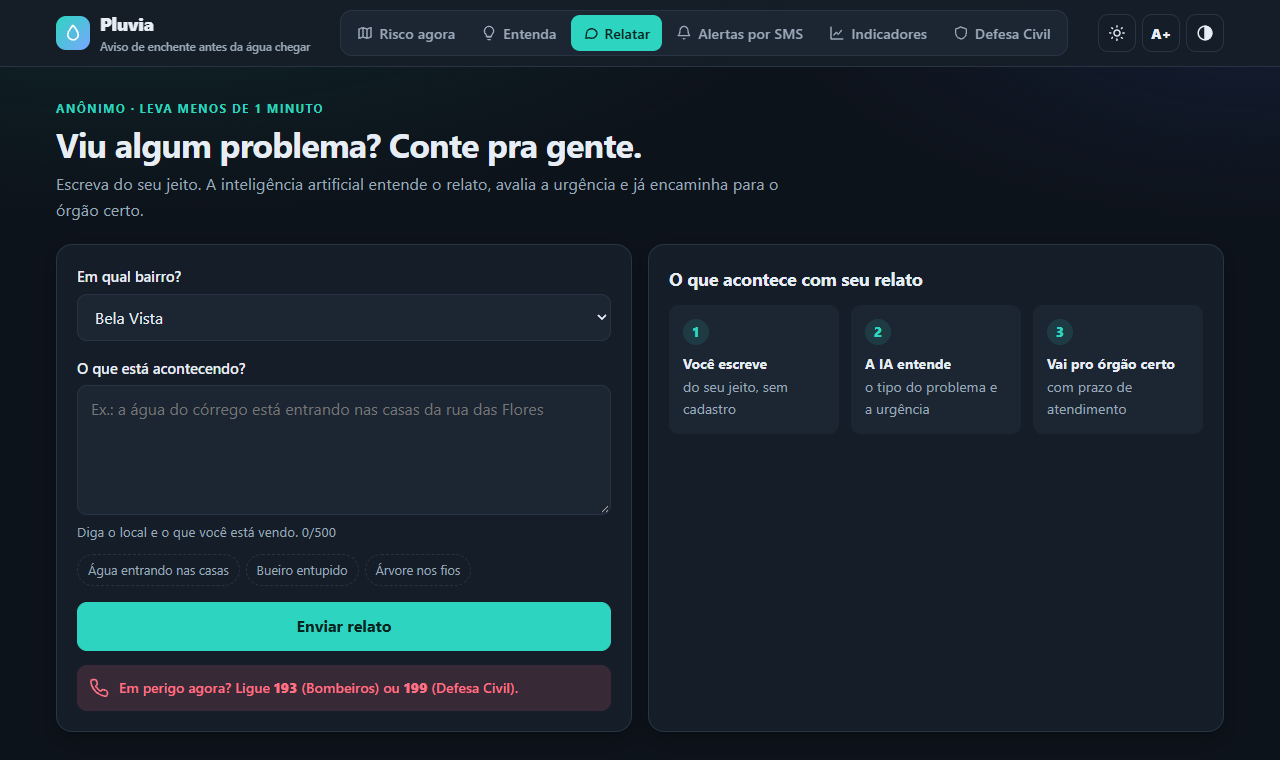 Pluvia
Aviso de enchente antes da água chegar
Risco agora
Entenda
Relatar
Alertas por SMS
Indicadores
Defesa Civil
A+
ANÔNIMO · LEVA MENOS DE 1 MINUTO
Viu algum problema? Conte pra gente.
Escreva do seu jeito. A inteligência artificial entende o relato, avalia a urgência e já encaminha para o
órgão certo.
Em qual bairro?
Bela Vista
O que está acontecendo?
Ex.: a água do córrego está entrando nas casas da rua das Flores
Diga o local e o que você está vendo. 0/500
Água entrando nas casas
Bueiro entupido
Árvore nos fios
Enviar relato
Em perigo agora? Ligue 193 (Bombeiros) ou 199 (Defesa Civil).
O que acontece com seu relato
1
Você escreve
do seu jeito, sem
cadastro
2
A IA entende
o tipo do problema e
a urgência
3
Vai pro órgão certo
com prazo de
atendimento